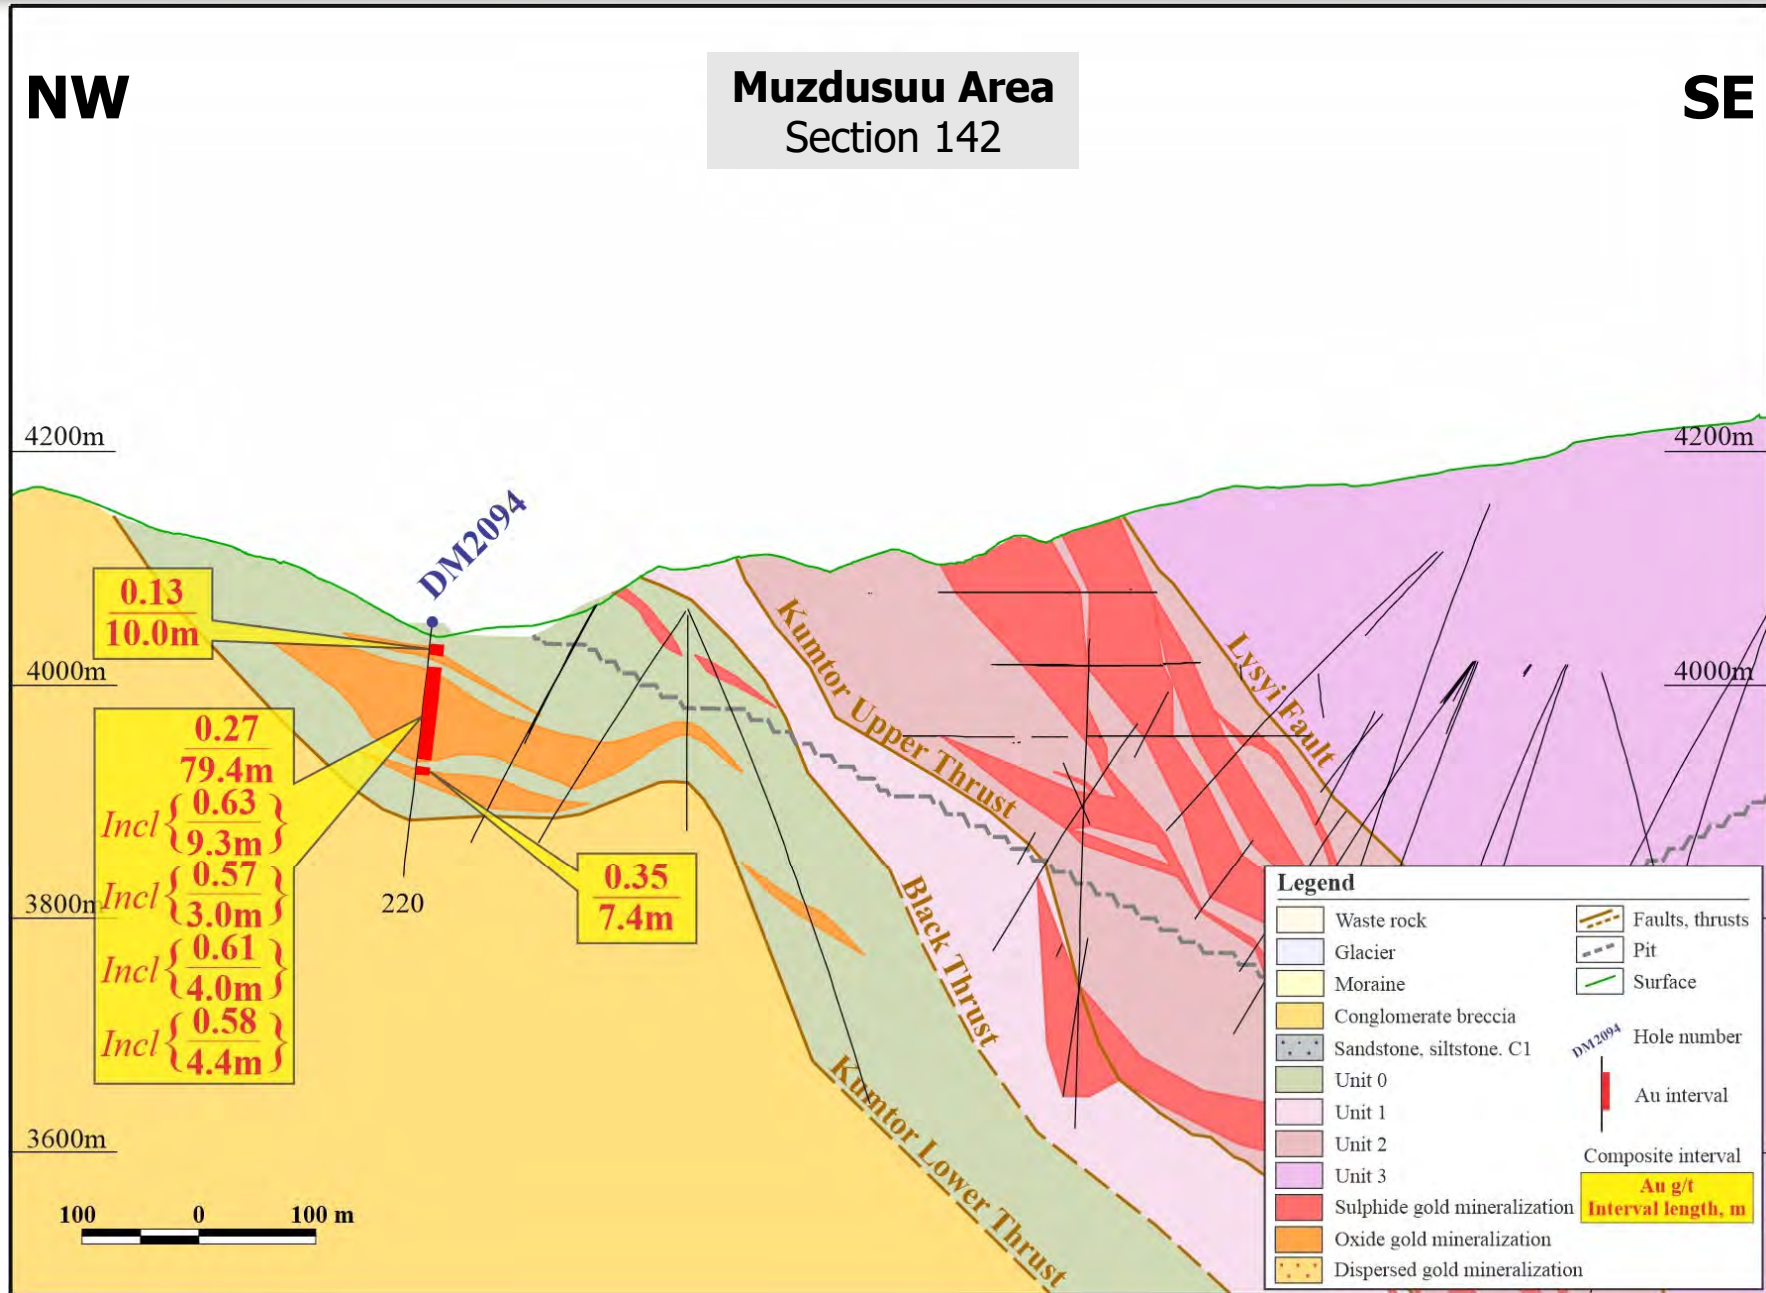 NW
Muzdusuu Area
Section 142
SE
4200m
4200m
DM2094
0.13
10.0m
4000m
4000m
Kumtor Upper Thrust
Lysyi Fault
0.27
79.4m
Incl { 0.63
9.3m }
Incl { 0.57
3.0m }
Incl { 0.61
4.0m }
Incl { 0.58
4.4m }
0.35
7.4m
220
3800m
Black Thrust
Kumtor Lower Thrust
3600m
100 0 100 m
Legend
Waste rock
Glacier
Moraine
Conglomerate breccia
Sandstone, siltstone. C1
Unit 0
Unit 1
Unit 2
Unit 3
Sulphide gold mineralization
Oxide gold mineralization
Dispersed gold mineralization
Faults, thrusts
Pit
Surface
DM2094
Hole number
Au interval
Composite interval
Au g/t
Interval length, m